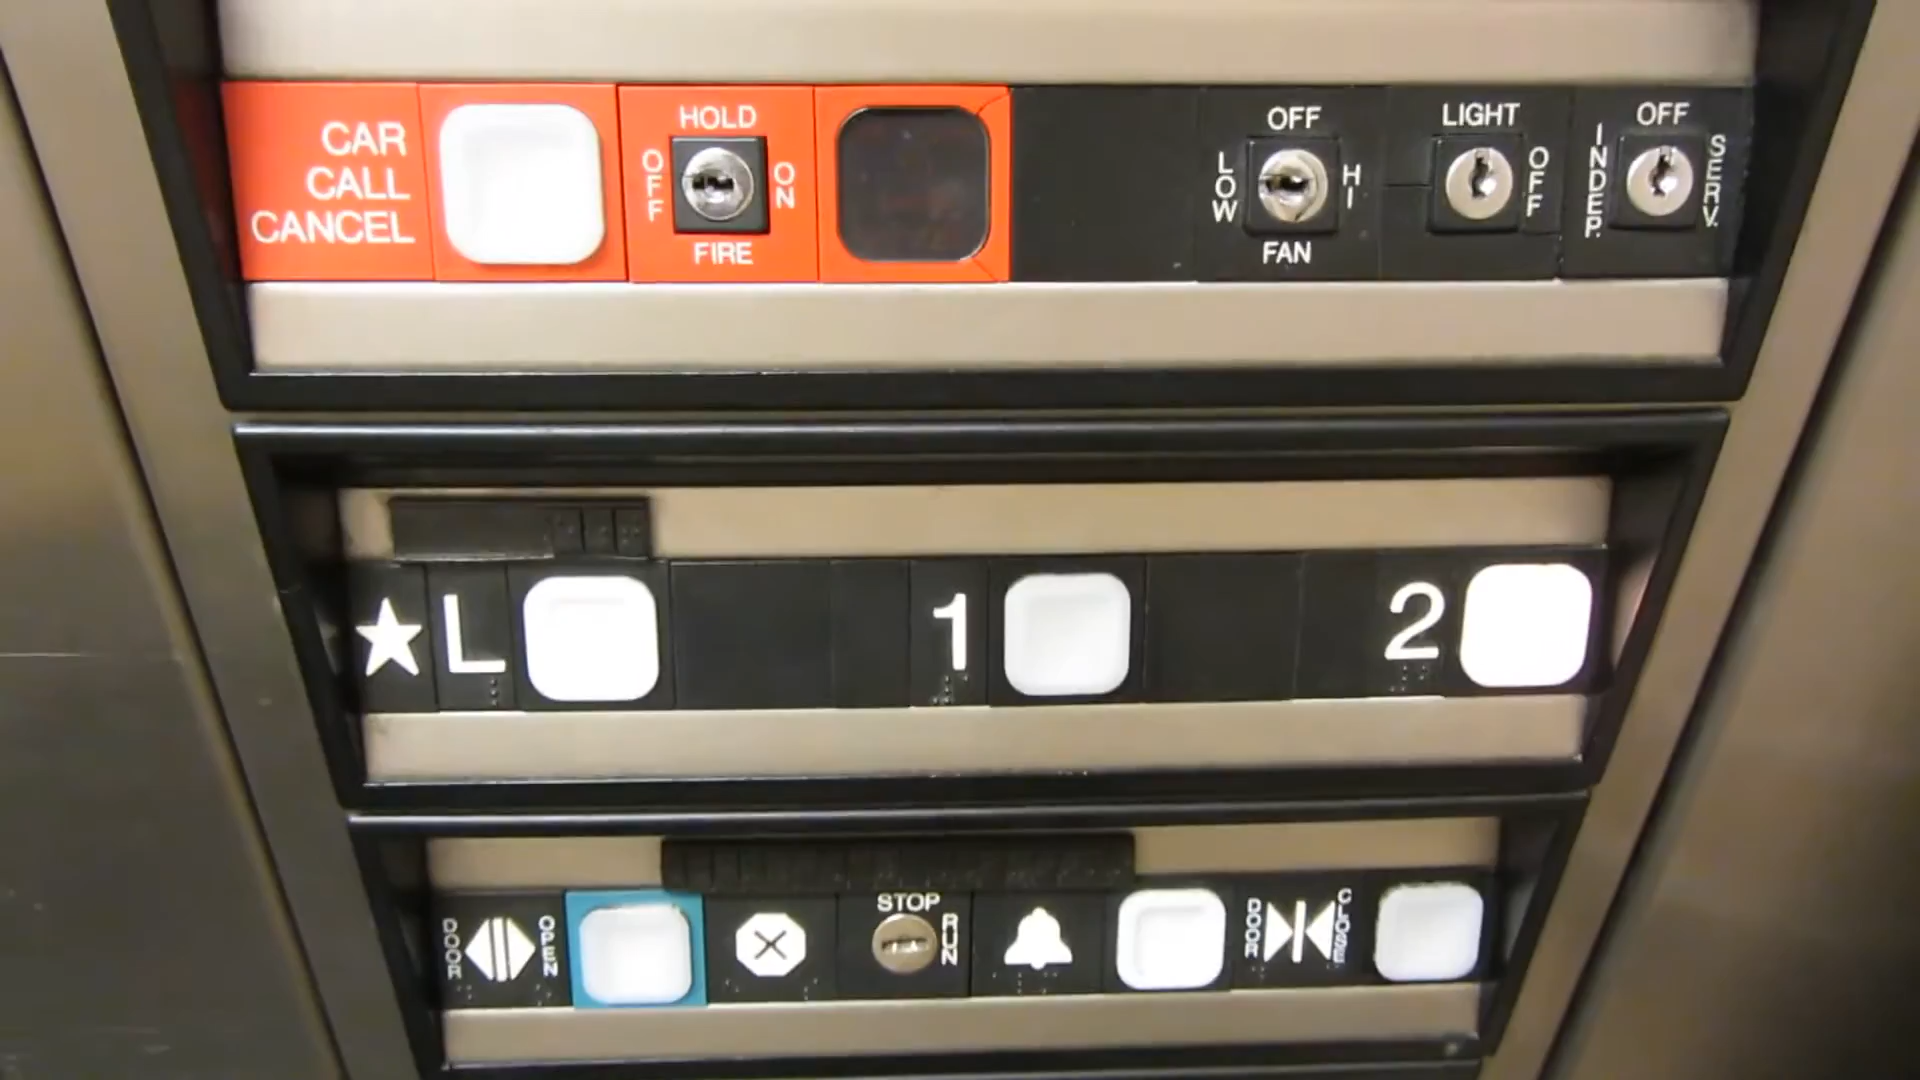 CAR
CALL
CANCEL
HOLD
OFF
ON
FIRE
OFF
LOW
HI
FAN
LIGHT
OFF
OFF
INDEP.
SERV.
★L
1
2
DOOR
OPEN
STOP
RUN
DOOR
CLOSE